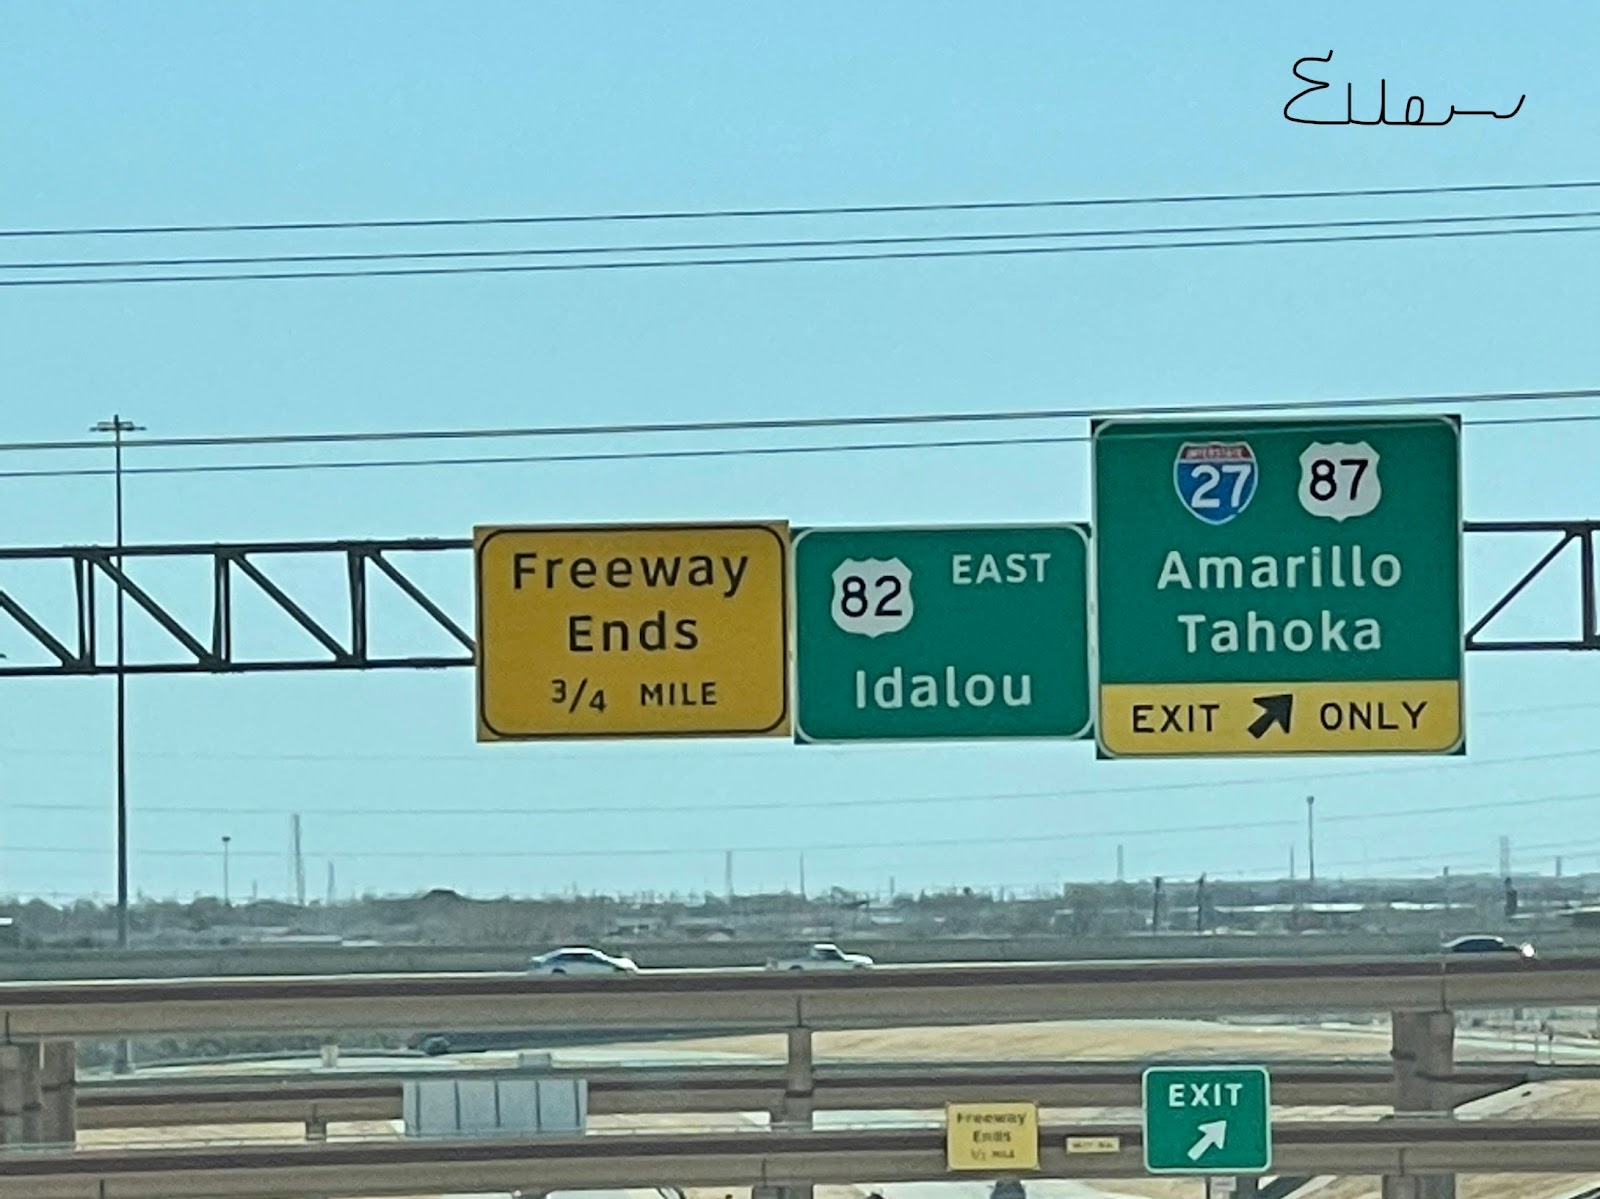 Ellen
INTERSTATE
27 87
Amarillo
Tahoka
EXIT ONLY
82 EAST
Idalou
Freeway
Ends
3/4 MILE
EXIT
Freeway
Ends
1/2 MILE